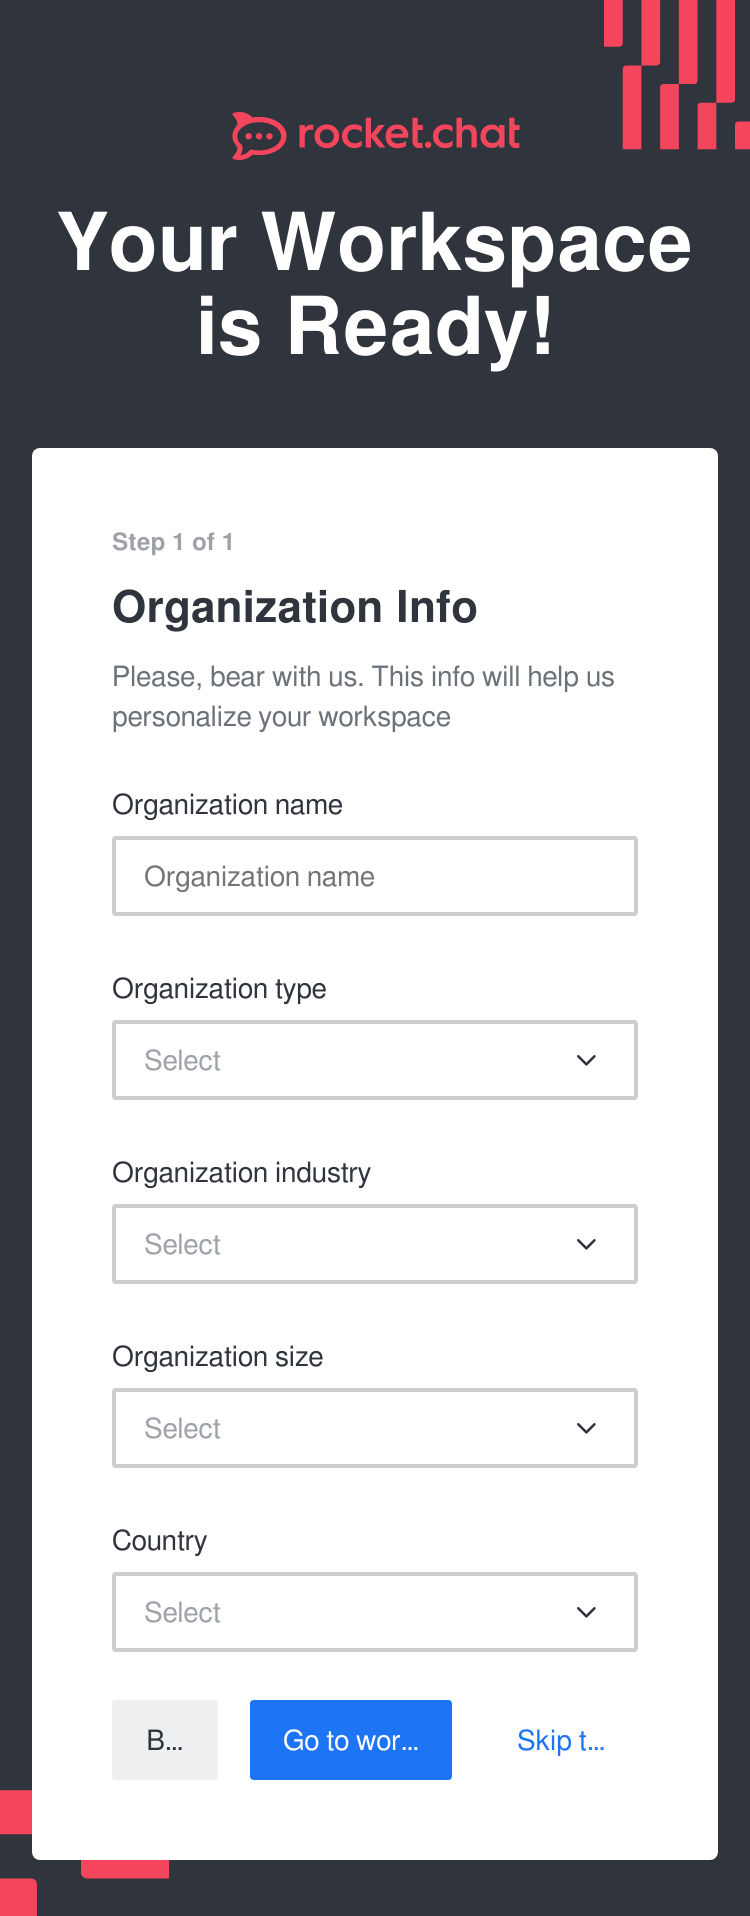 rocket.chat
Your Workspace
is Ready!
Step 1 of 1
Organization Info
Please, bear with us. This info will help us
personalize your workspace
Organization name
Organization name
Organization type
Select
Organization industry
Select
Organization size
Select
Country
Select
B... Go to wor... Skip t...